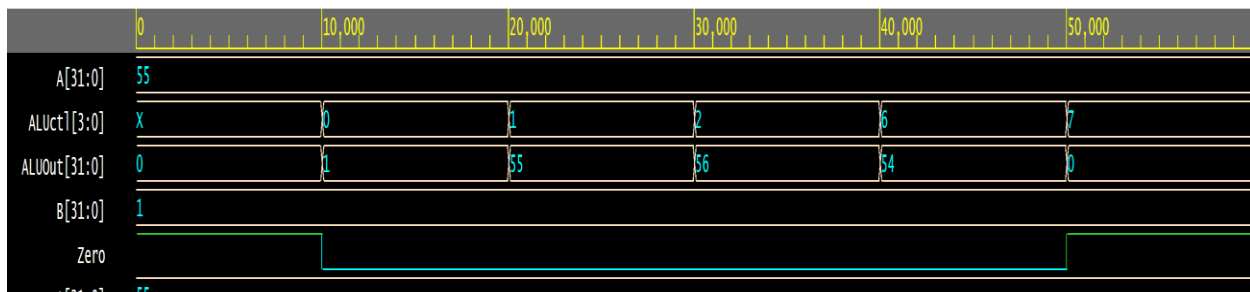 0 10,000 20,000 30,000 40,000 50,000
A[31:0] 55
ALUctl[3:0] X 0 1 2 6 7
ALUOut[31:0] 0 1 55 56 54 0
B[31:0] 1
Zero